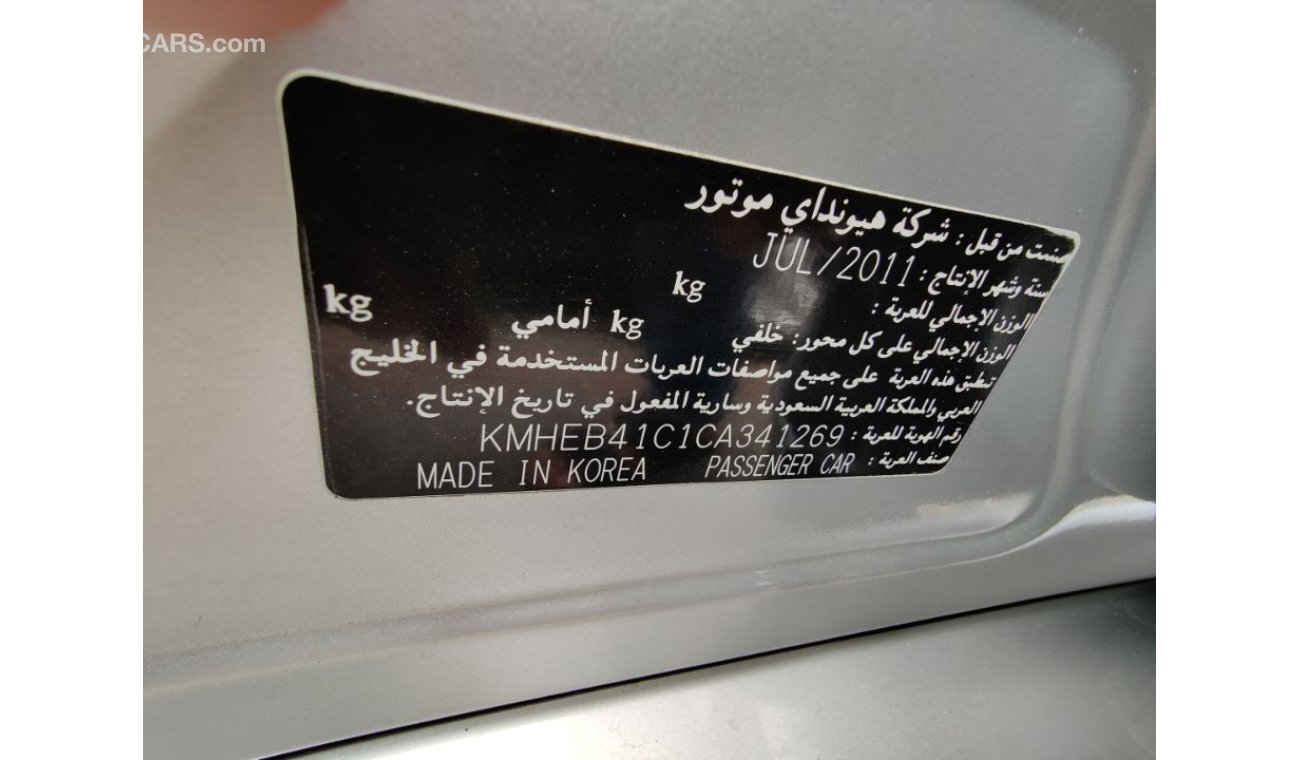 CARS.com
صنعت من قبل : شركة هيونداي موتور
سنة وشهر الإنتاج : JUL/2011
الوزن الإجمالي للعربة : kg
الوزن الإجمالي على كل محور: خلفي kg أمامي kg
تنطبق هذه العربة على جميع مواصفات العربات المستخدمة في الخليج
العربي والمملكة العربية السعودية وسارية المفعول في تاريخ الإنتاج.
رقم الهوية للعربة : KMHEB41C1CA341269
صنف العربة : PASSENGER CAR MADE IN KOREA